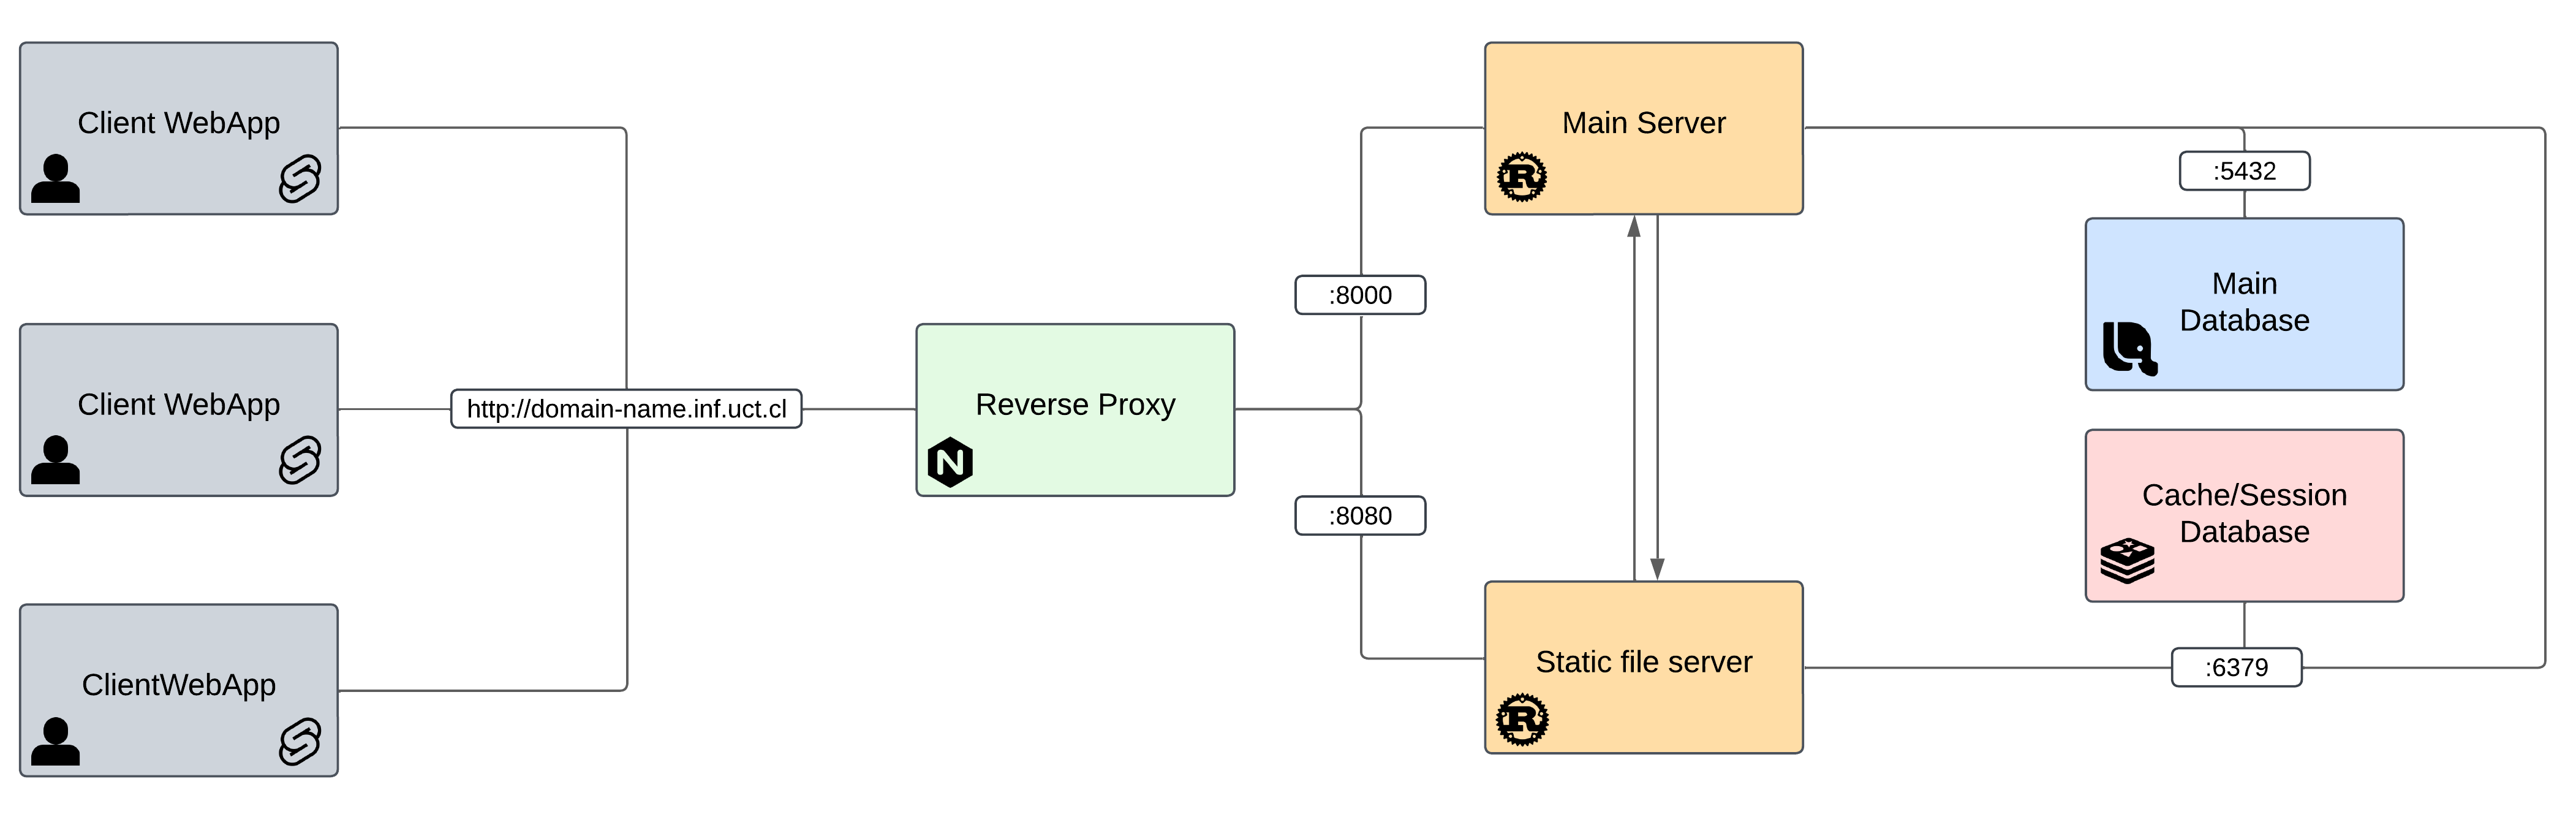 Client WebApp
Client WebApp
ClientWebApp
http://domain-name.inf.uct.cl
Reverse Proxy
:8000
:8080
Main Server
Static file server
:5432
Main
Database
Cache/Session
Database
:6379